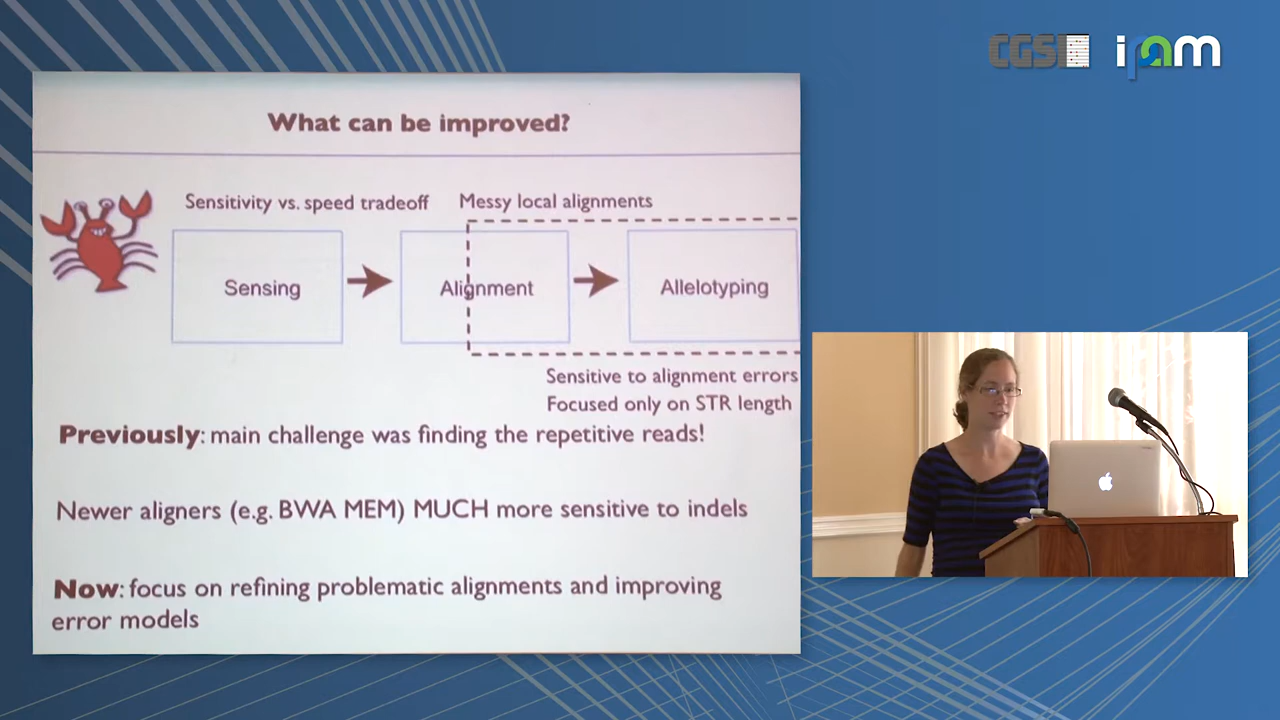 CGSI
ipam
What can be improved?
Sensitivity vs. speed tradeoff
Messy local alignments
Sensing
Alignment
Allelotyping
Sensitive to alignment errors
Focused only on STR length
Previously: main challenge was finding the repetitive reads!
Newer aligners (e.g. BWA MEM) MUCH more sensitive to indels
Now: focus on refining problematic alignments and improving
error models